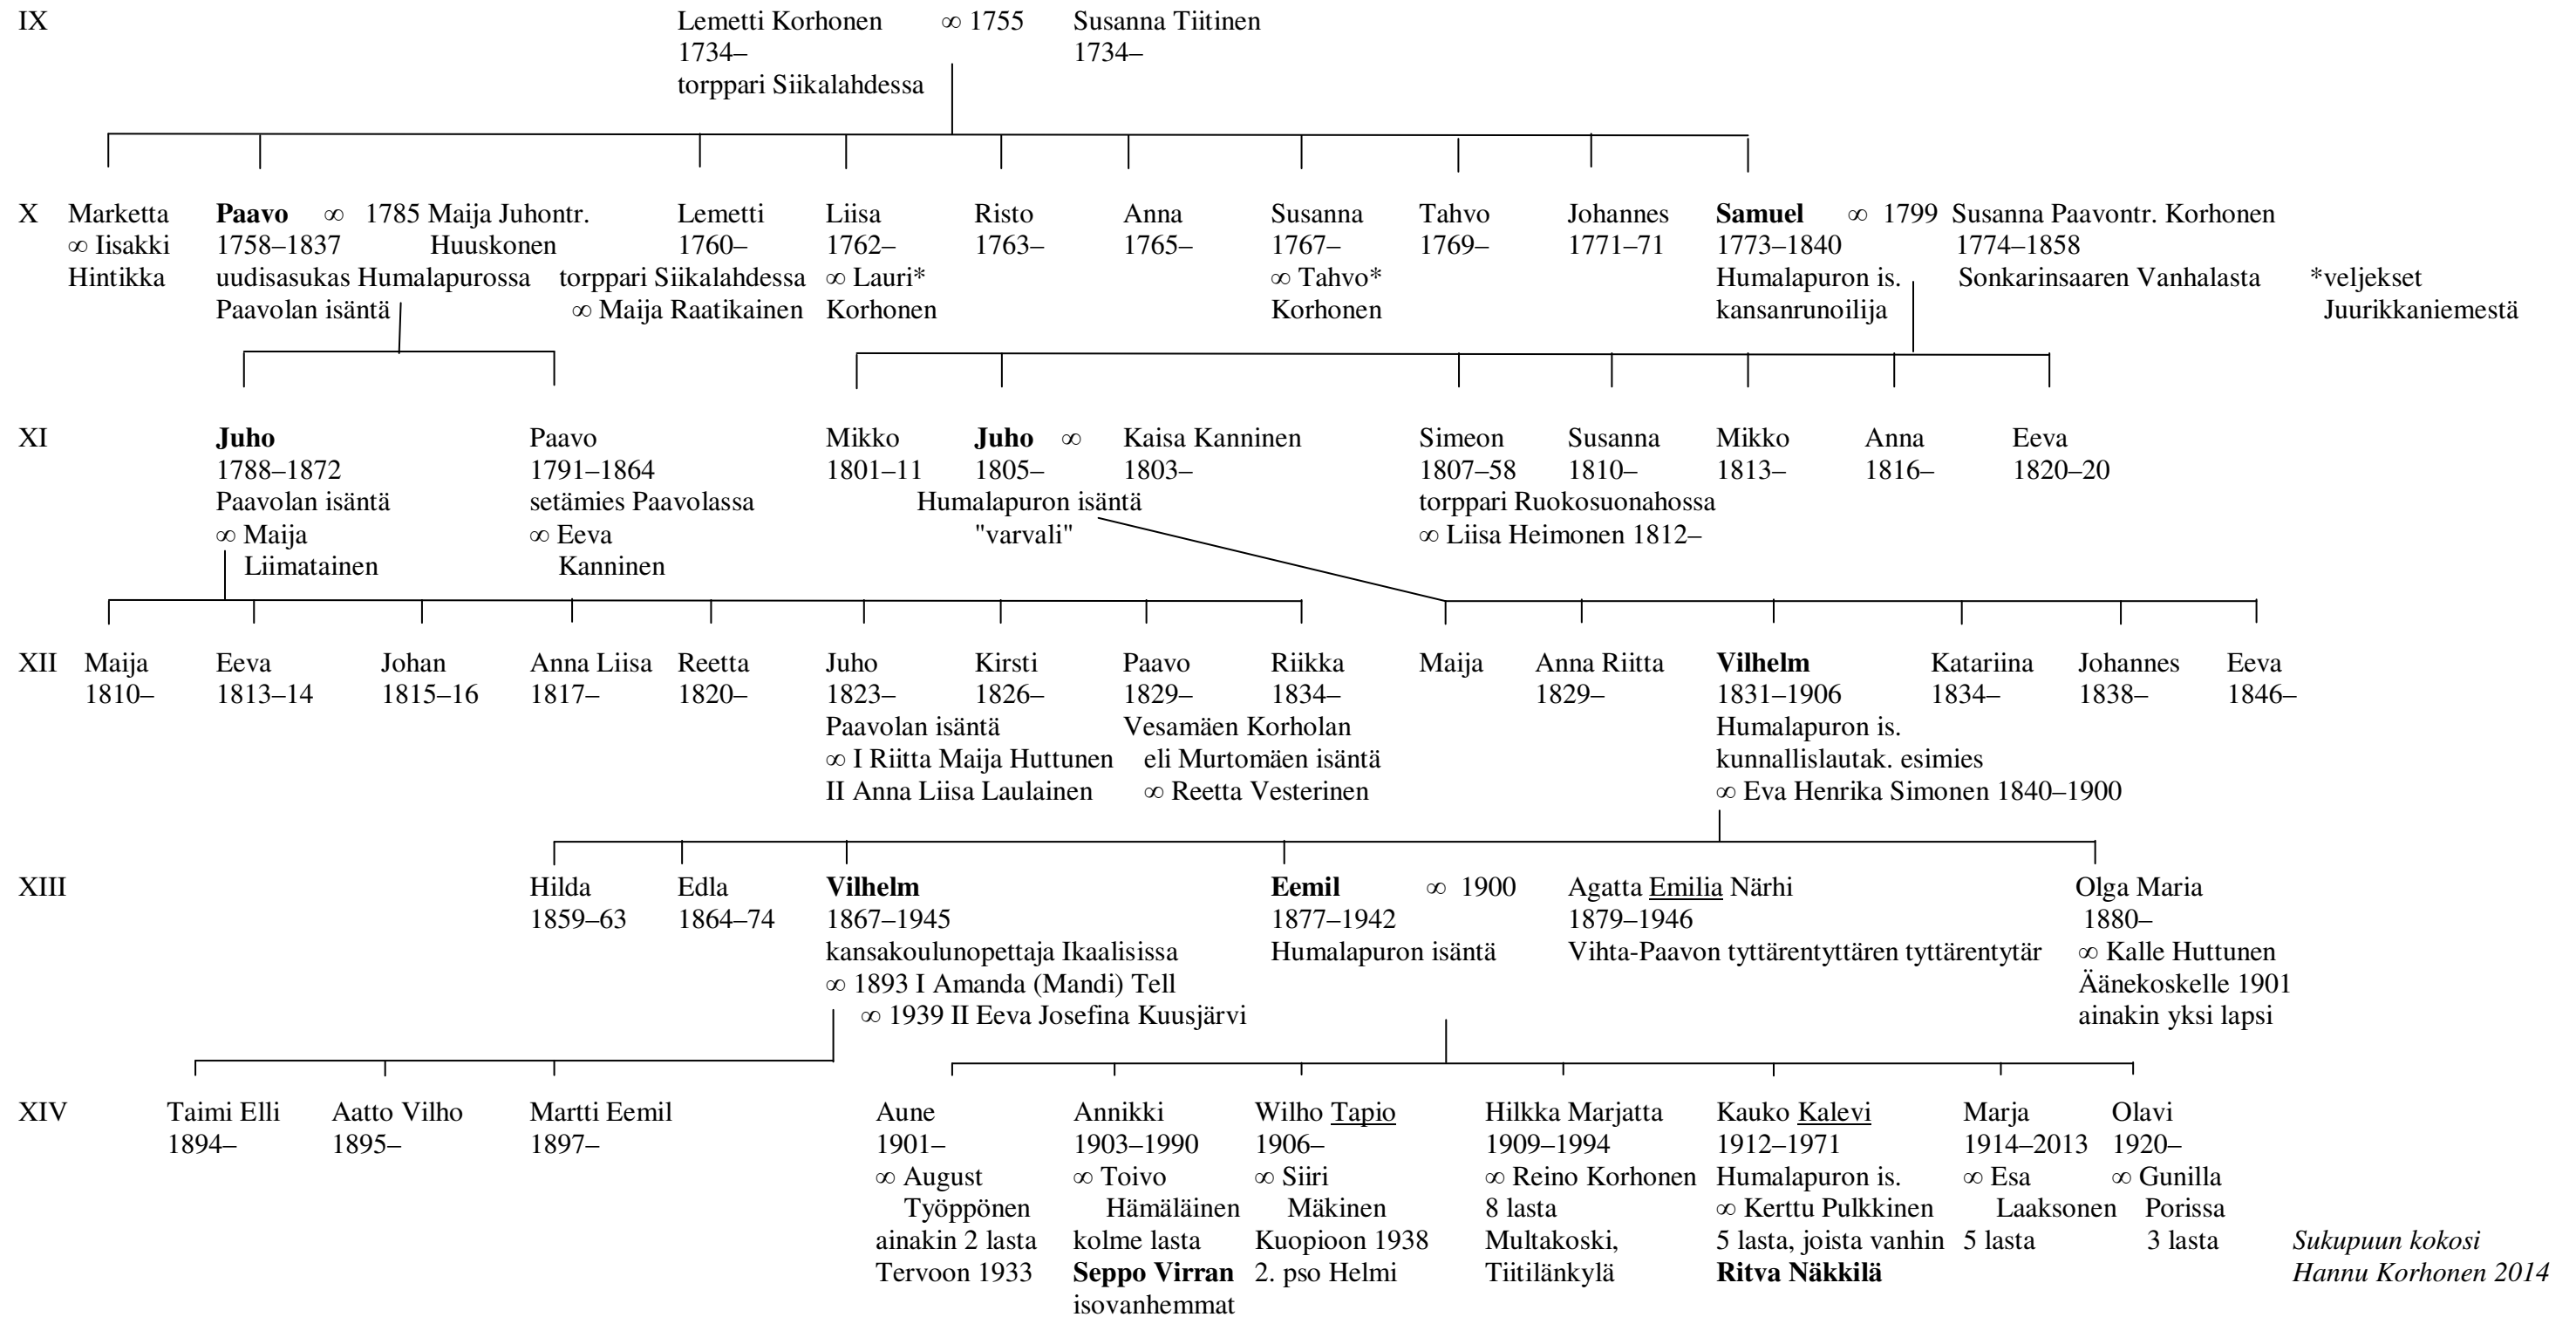 IX Lemetti Korhonen ∞ 1755 Susanna Tiitinen
1734– 1734–
torppari Siikalahdessa
X Marketta Paavo ∞ 1785 Maija Juhontr. Lemetti Liisa Risto Anna Susanna Tahvo Johannes Samuel ∞ 1799 Susanna Paavontr. Korhonen
∞ Iisakki 1758–1837 Huuskonen 1760– 1762– 1763– 1765– 1767– 1769– 1771–71 1773–1840 1774–1858
Hintikka uudisasukas Humalapurossa torppari Siikalahdessa ∞ Lauri* ∞ Tahvo* Humalapuron is. Sonkarinsaaren Vanhalasta *veljekset
Paavolan isäntä ∞ Maija Raatikainen Korhonen Korhonen kansanrunoilija Juurikkaniemestä
XI Juho Paavo Mikko Juho ∞ Kaisa Kanninen Simeon Susanna Mikko Anna Eeva
1788–1872 1791–1864 1801–11 1805– 1803– 1807–58 1810– 1813– 1816– 1820–20
Paavolan isäntä setämies Paavolassa Humalapuron isäntä torppari Ruokosuonahossa
∞ Maija ∞ Eeva "varvali" ∞ Liisa Heimonen 1812–
Liimatainen Kanninen
XII Maija Eeva Johan Anna Liisa Reetta Juho Kirsti Paavo Riikka Maija Anna Riitta Vilhelm Katariina Johannes Eeva
1810– 1813–14 1815–16 1817– 1820– 1823– 1826– 1829– 1834– 1829– 1831–1906 1834– 1838– 1846–
Paavolan isäntä Vesamäen Korholan Humalapuron is.
∞ I Riitta Maija Huttunen eli Murtomäen isäntä kunnallislautak. esimies
II Anna Liisa Laulainen ∞ Reetta Vesterinen ∞ Eva Henrika Simonen 1840–1900
XIII Hilda Edla Vilhelm Eemil ∞ 1900 Agatta Emilia Närhi Olga Maria
1859–63 1864–74 1867–1945 1877–1942 1879–1946 1880–
kansakoulunopettaja Ikaalisissa Humalapuron isäntä Vihta-Paavon tyttärentyttären tyttärentytär ∞ Kalle Huttunen
∞ 1893 I Amanda (Mandi) Tell Äänekoskelle 1901
∞ 1939 II Eeva Josefina Kuusjärvi ainakin yksi lapsi
XIV Taimi Elli Aatto Vilho Martti Eemil Aune Annikki Wilho Tapio Hilkka Marjatta Kauko Kalevi Marja Olavi
1894– 1895– 1897– 1901– 1903–1990 1906– 1909–1994 1912–1971 1914–2013 1920–
∞ August ∞ Toivo ∞ Siiri ∞ Reino Korhonen Humalapuron is. ∞ Esa ∞ Gunilla
Työppönen Hämäläinen Mäkinen 8 lasta ∞ Kerttu Pulkkinen Laaksonen Porissa
ainakin 2 lasta kolme lasta Kuopioon 1938 Multakoski, 5 lasta, joista vanhin 5 lasta 3 lasta Sukupuun kokosi
Tervoon 1933 Seppo Virran 2. pso Helmi Tiitilänkylä Ritva Näkkilä Hannu Korhonen 2014
isovanhemmat